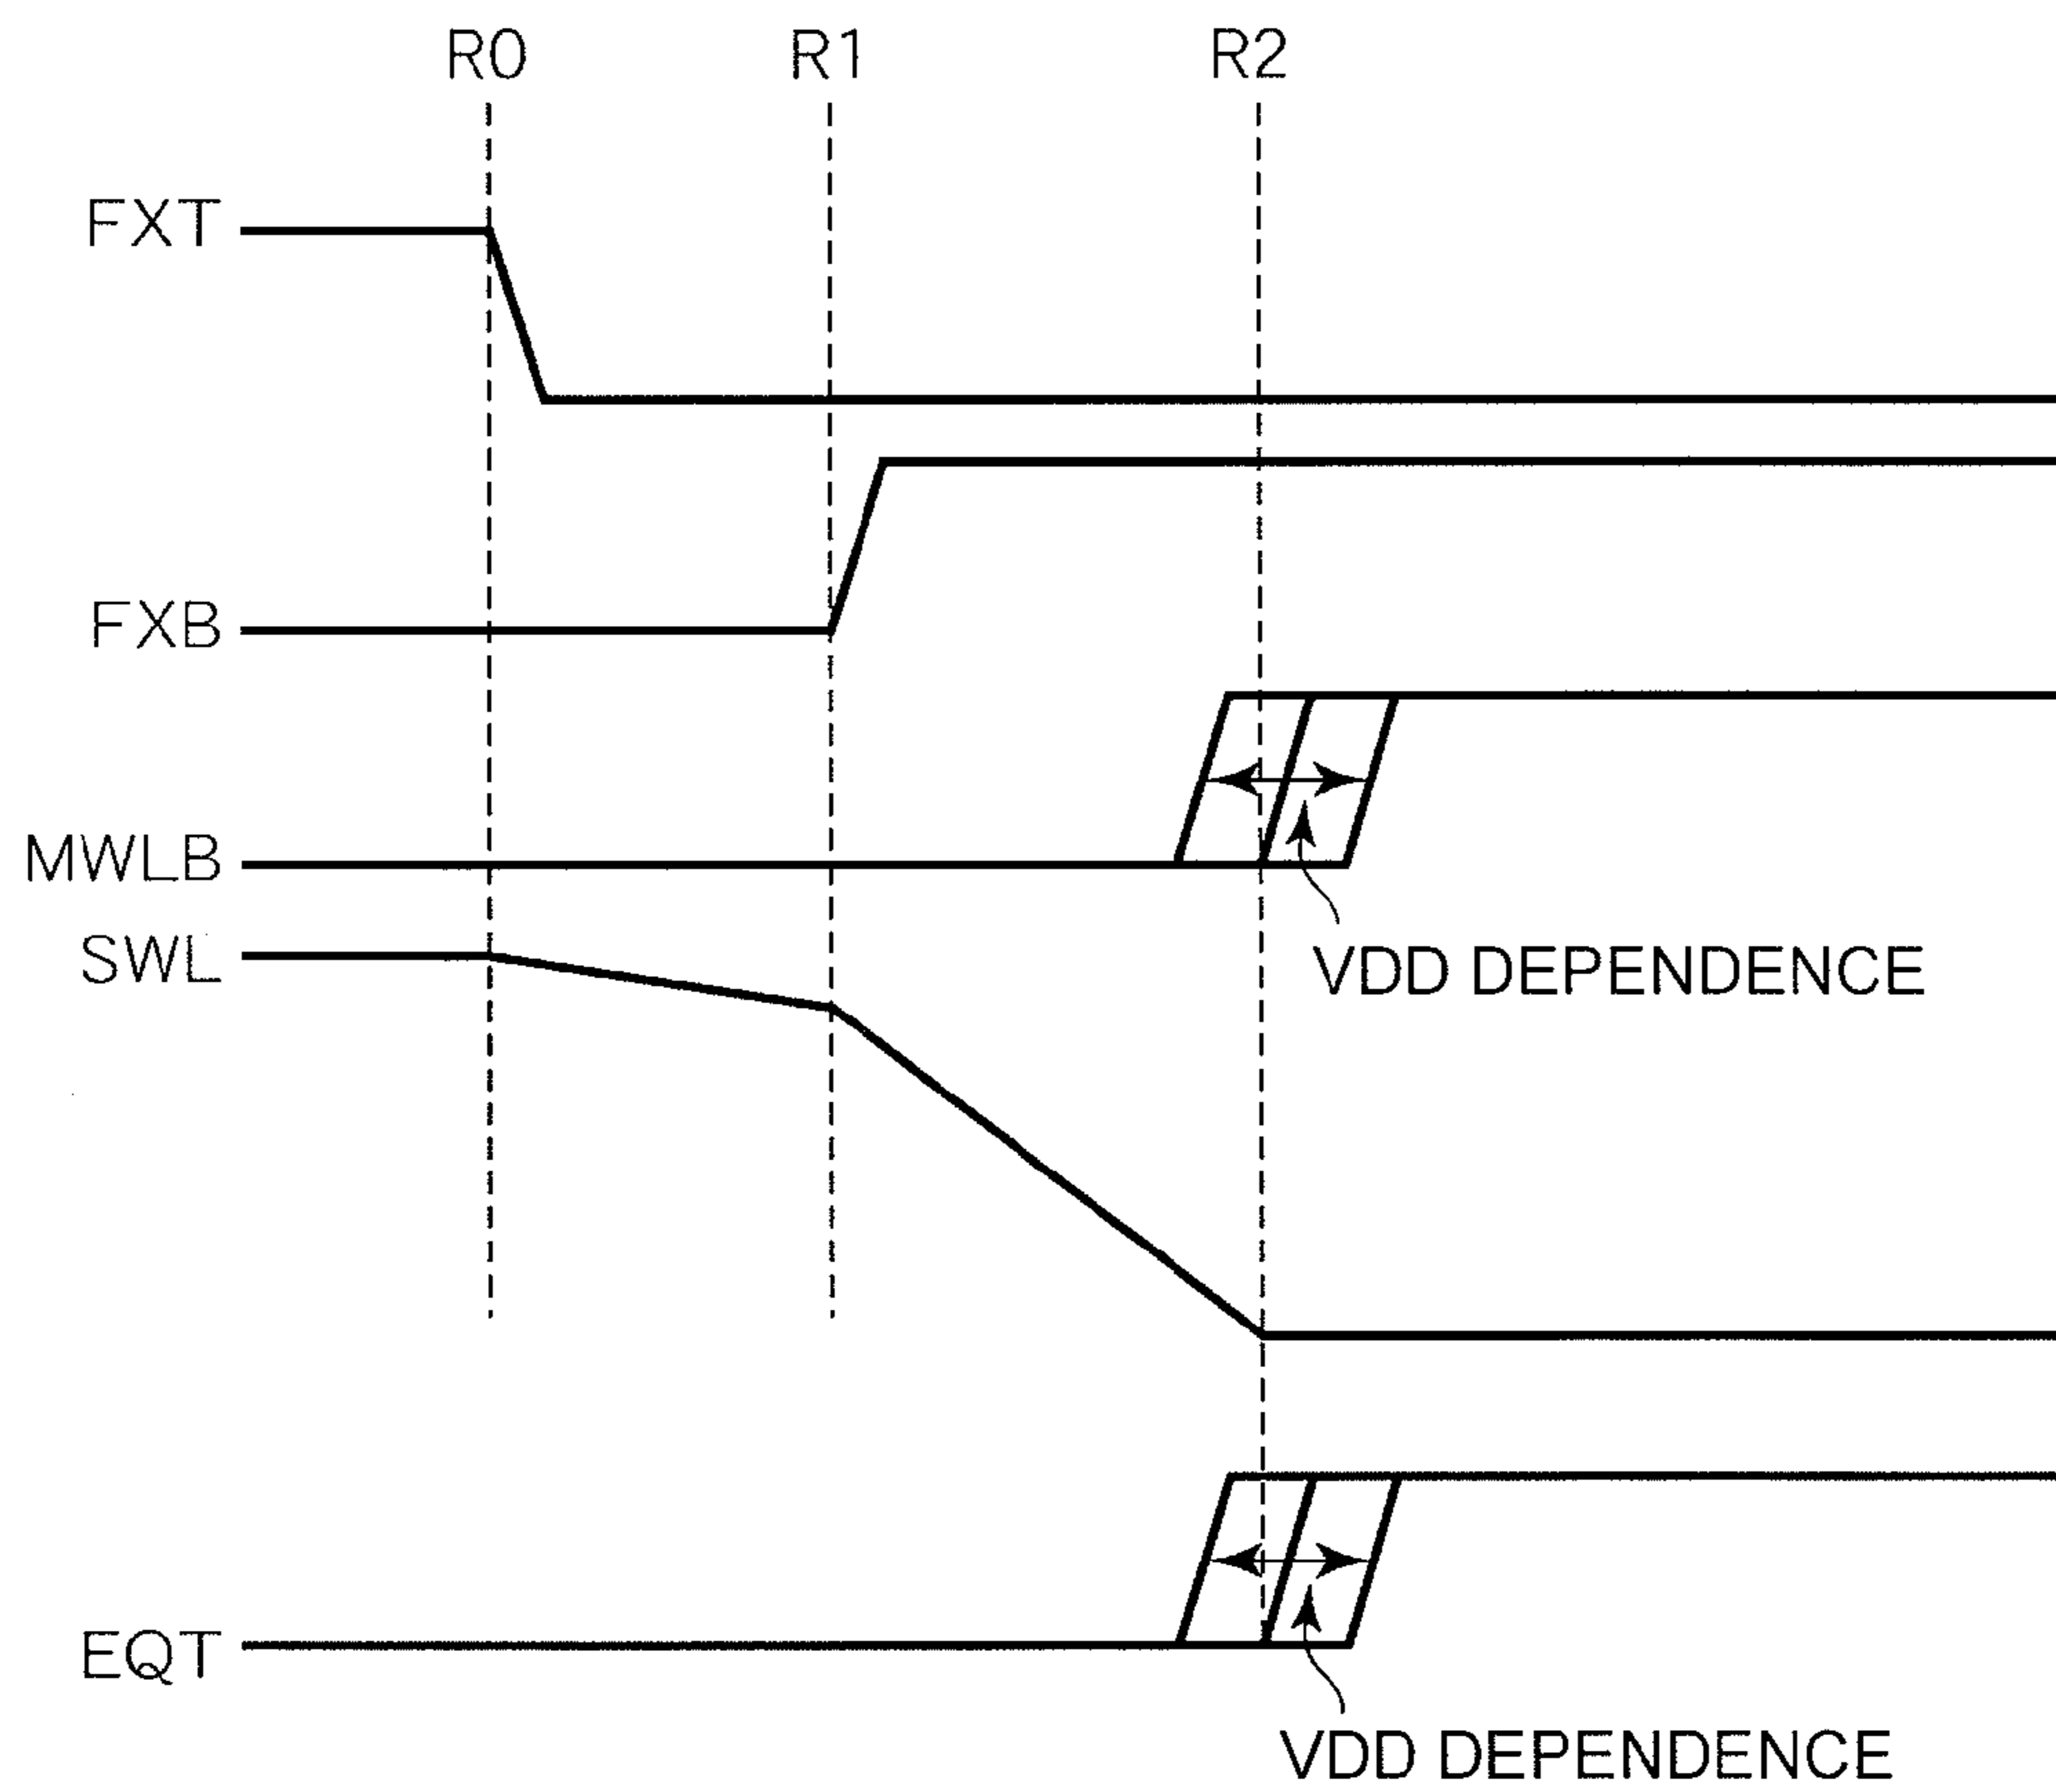 R0 R1 R2
FXT
FXB
MWLB
SWL
VDD DEPENDENCE
EQT
VDD DEPENDENCE